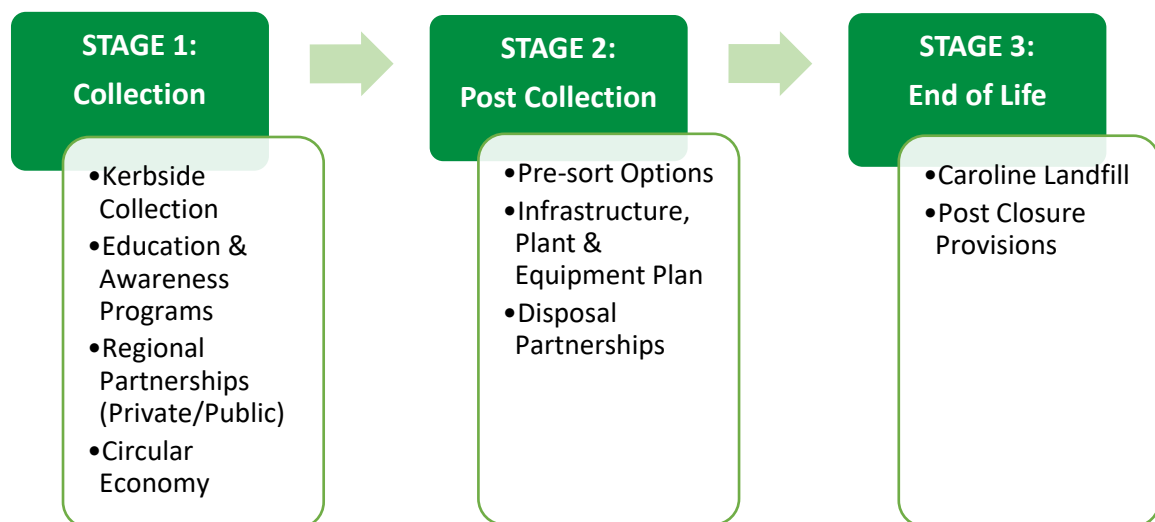 STAGE 1:
Collection
•Kerbside
Collection
•Education &
Awareness
Programs
•Regional
Partnerships
(Private/Public)
•Circular
Economy
STAGE 2:
Post Collection
•Pre-sort Options
•Infrastructure,
Plant &
Equipment Plan
•Disposal
Partnerships
STAGE 3:
End of Life
•Caroline Landfill
•Post Closure
Provisions